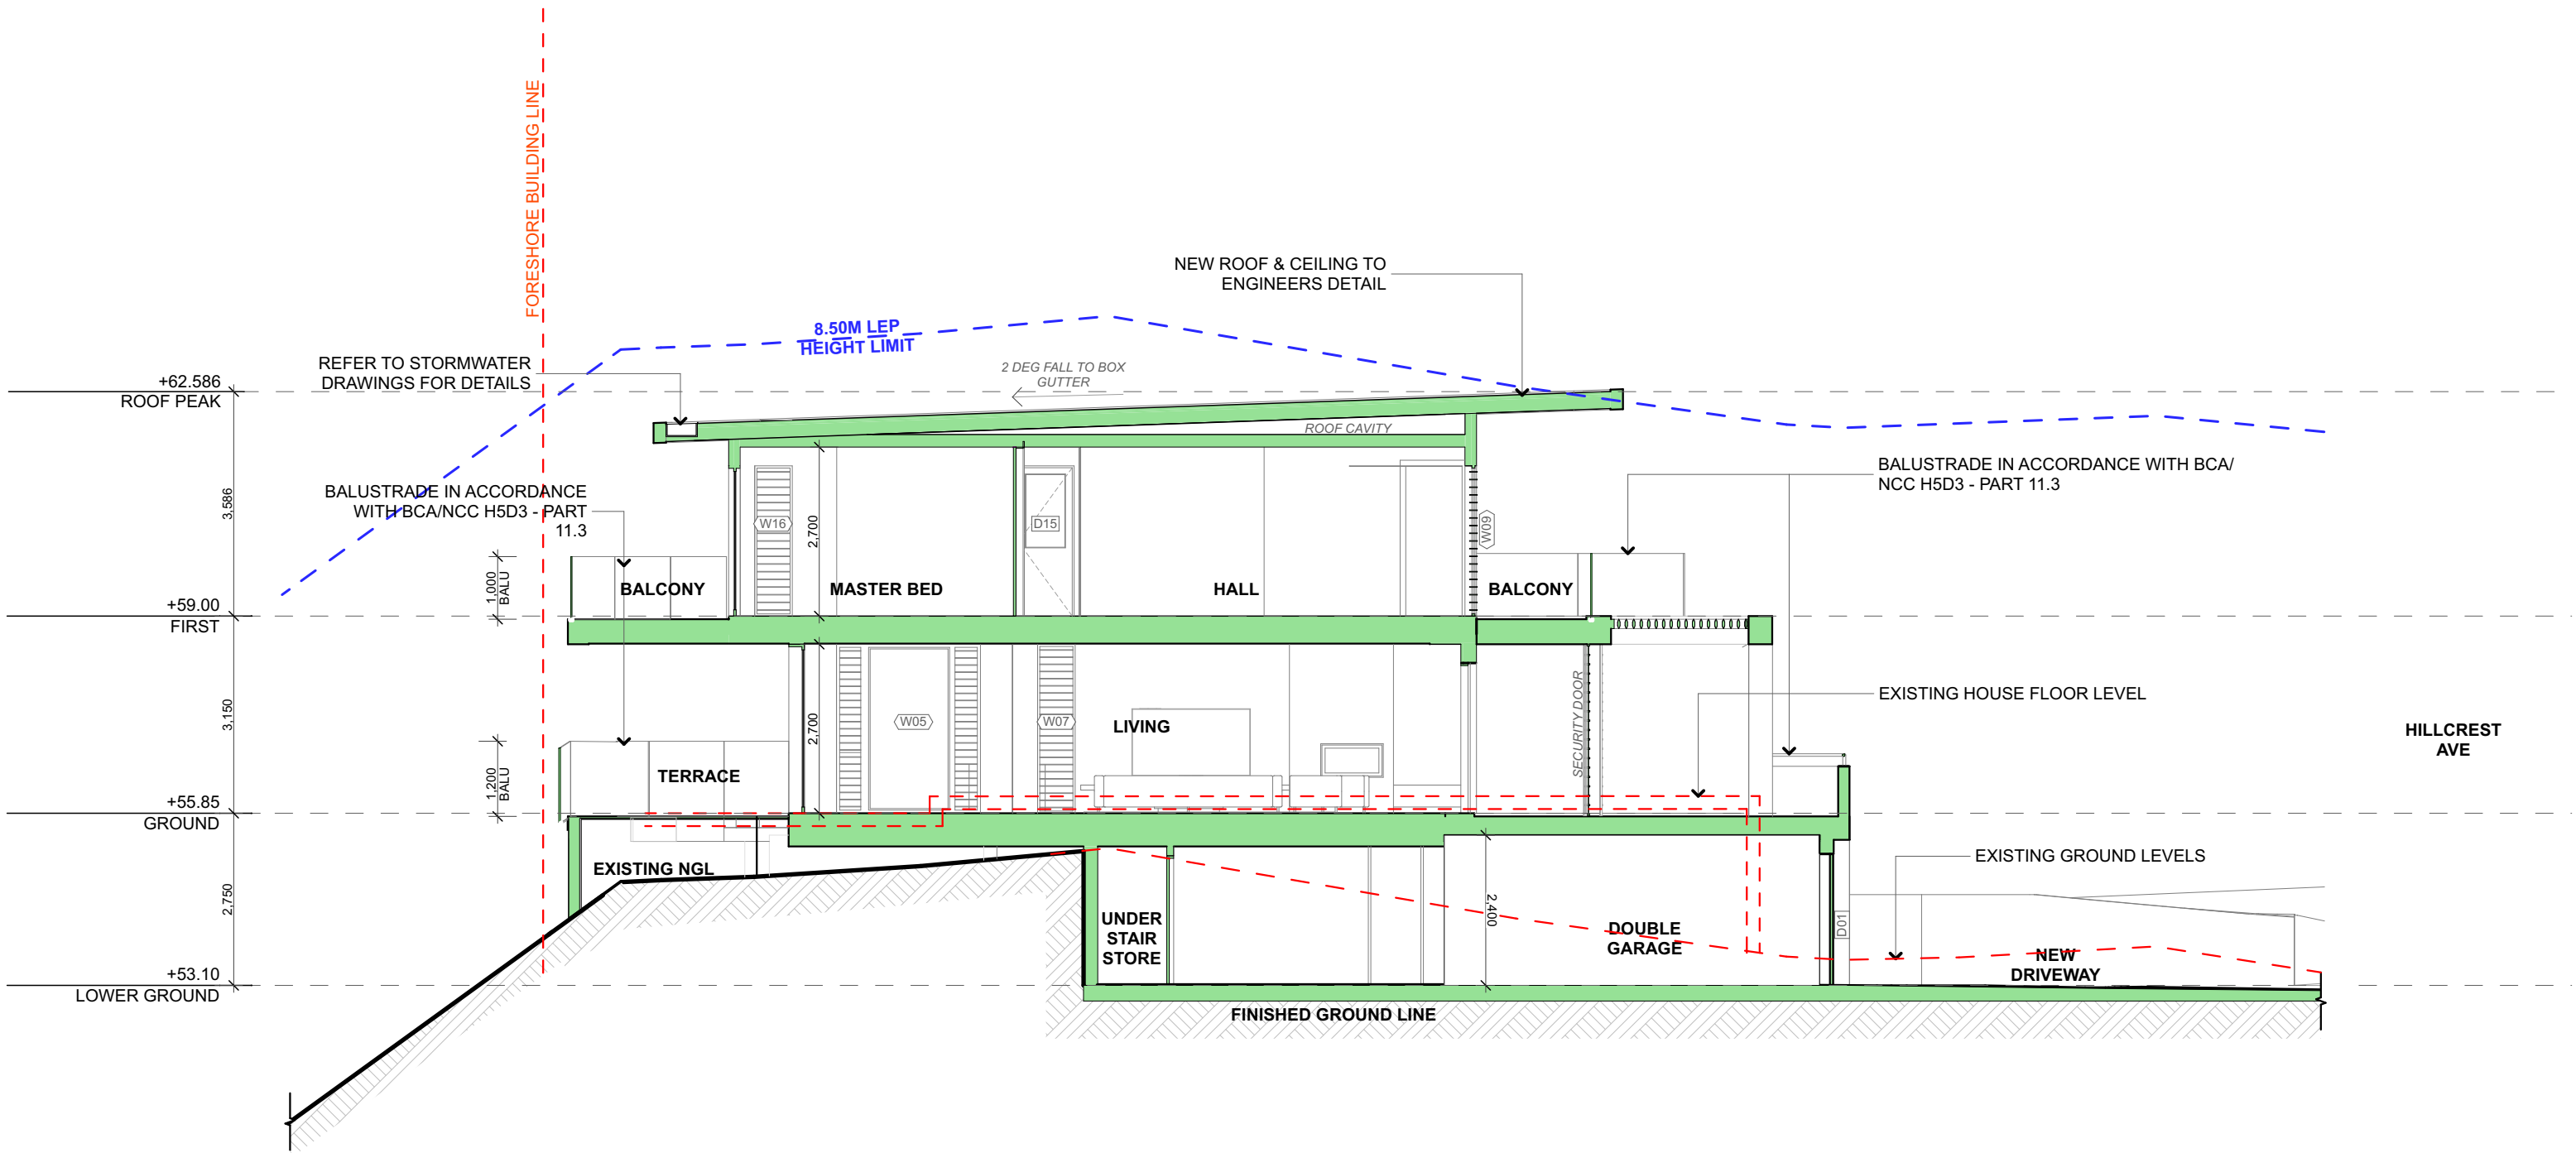 FORESHORE BUILDING LINE
NEW ROOF & CEILING TO
ENGINEERS DETAIL
8.50M LEP
HEIGHT LIMIT
REFER TO STORMWATER
DRAWINGS FOR DETAILS
2 DEG FALL TO BOX
GUTTER
+62.586
ROOF PEAK
ROOF CAVITY
3,586
BALUSTRADE IN ACCORDANCE
WITH BCA/NCC H5D3 - PART
11.3
BALUSTRADE IN ACCORDANCE WITH BCA/
NCC H5D3 - PART 11.3
W16
2,700
D15
W09
1,000
BALU
BALCONY
MASTER BED
HALL
BALCONY
+59.00
FIRST
3,150
2,700
W05
W07
LIVING
SECURITY DOOR
EXISTING HOUSE FLOOR LEVEL
HILLCREST
AVE
1,200
BALU
TERRACE
+55.85
GROUND
EXISTING NGL
EXISTING GROUND LEVELS
2,750
UNDER
STAIR
STORE
2,400
DOUBLE
GARAGE
D01
NEW
DRIVEWAY
+53.10
LOWER GROUND
FINISHED GROUND LINE